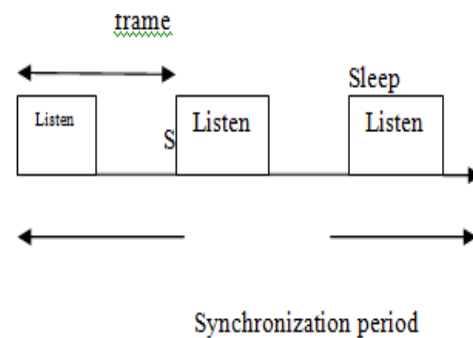 frame
Sleep
Listen
S
Listen
Listen
Synchronization period